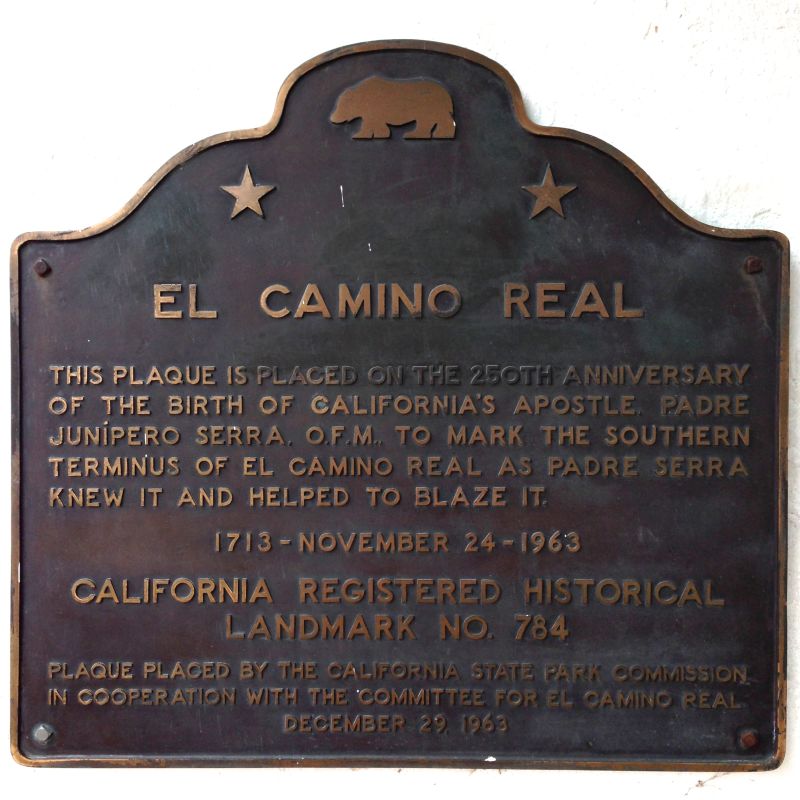 EL CAMINO REAL
THIS PLAQUE IS PLACED ON THE 250TH ANNIVERSARY
OF THE BIRTH OF CALIFORNIA'S APOSTLE, PADRE
JUNÍPERO SERRA, O.F.M., TO MARK THE SOUTHERN
TERMINUS OF EL CAMINO REAL AS PADRE SERRA
KNEW IT AND HELPED TO BLAZE IT.
1713 - NOVEMBER 24 - 1963
CALIFORNIA REGISTERED HISTORICAL
LANDMARK NO. 784
PLAQUE PLACED BY THE CALIFORNIA STATE PARK COMMISSION
IN COOPERATION WITH THE COMMITTEE FOR EL CAMINO REAL.
DECEMBER 29, 1963